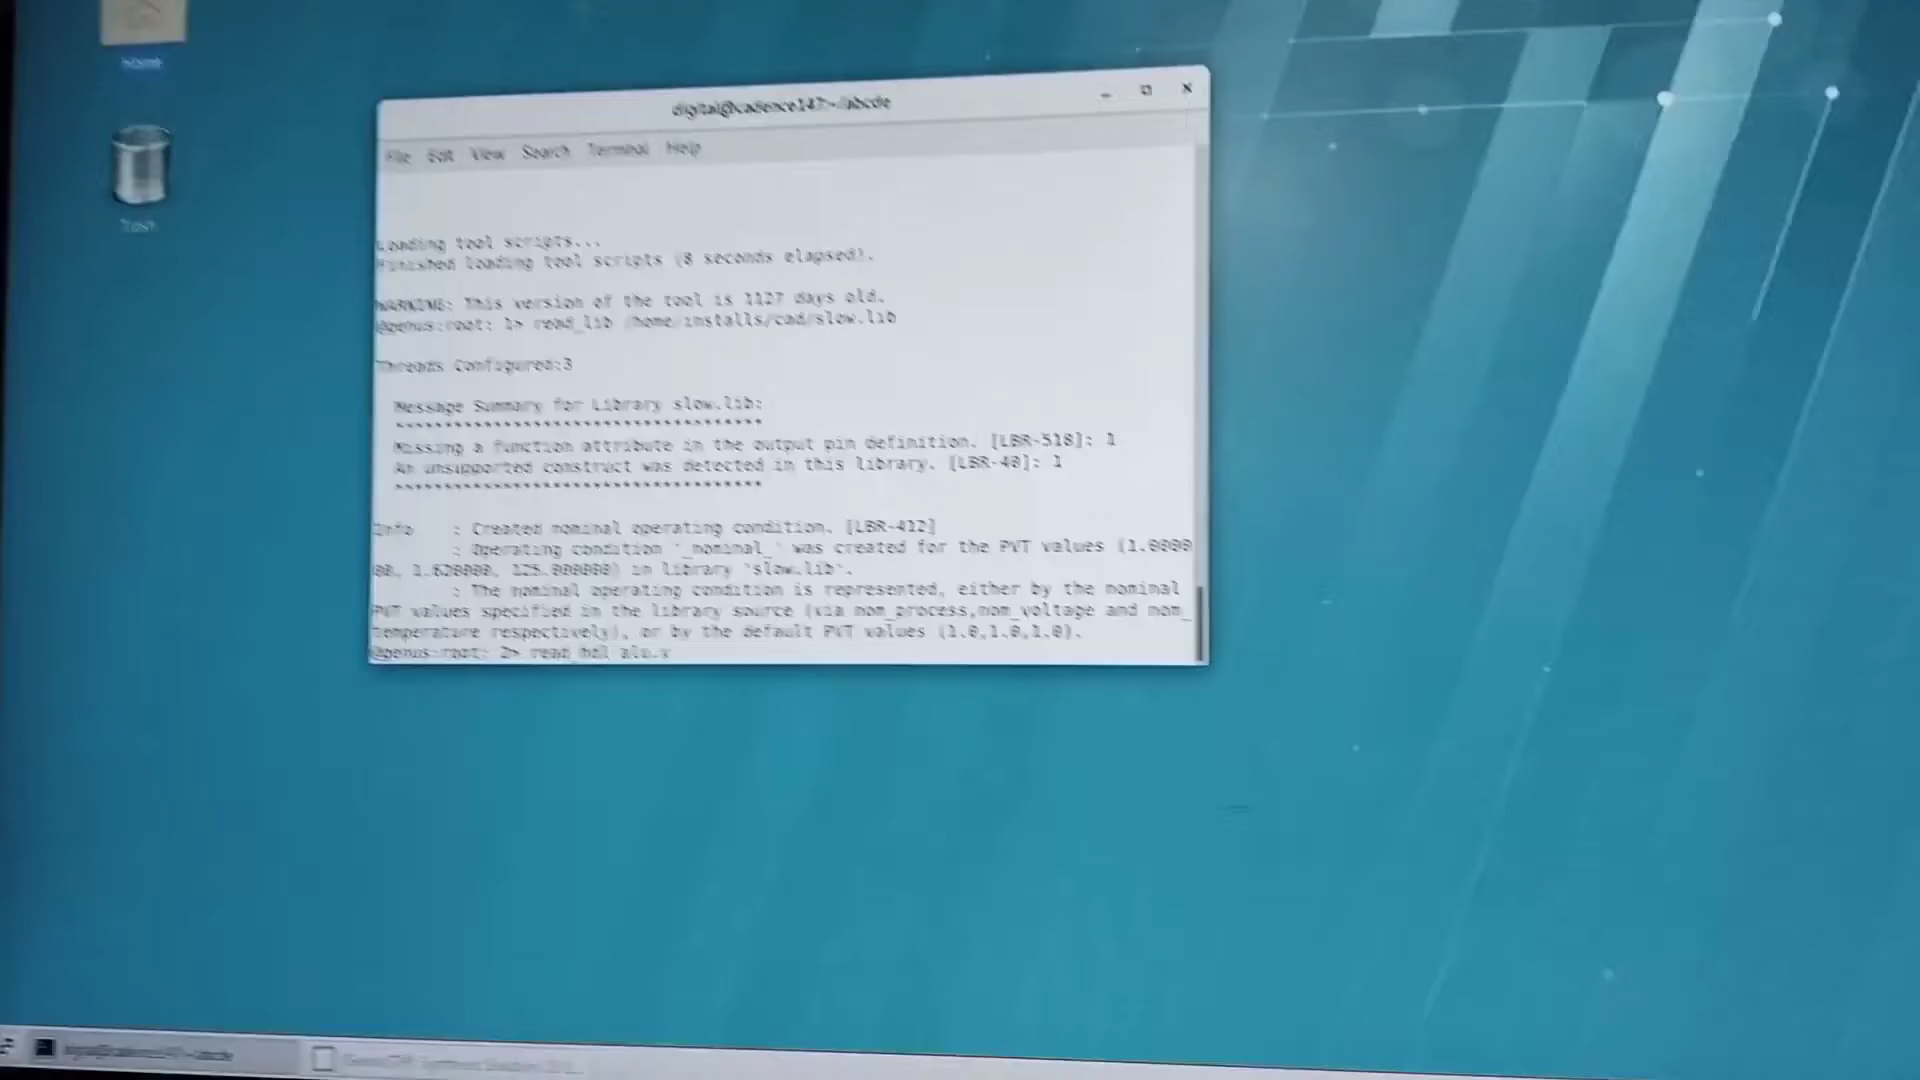 Home
Trash
digital@cadence147:~/abcde
File Edit View Search Terminal Help
Loading tool scripts...
Finished loading tool scripts (8 seconds elapsed).
WARNING: This version of the tool is 1127 days old.
@genus:root: 1> read_lib /home/installs/cad/slow.lib
Threads Configured:3
Message Summary for Library slow.lib:
************************************
Missing a function attribute in the output pin definition. [LBR-518]: 1
An unsupported construct was detected in this library. [LBR-40]: 1
************************************
Info : Created nominal operating condition. [LBR-412]
: Operating condition '_nominal_' was created for the PVT values (1.0000
00, 1.620000, 125.000000) in library 'slow.lib'.
: The nominal operating condition is represented, either by the nominal
PVT values specified in the library source (via nom_process,nom_voltage and nom_
temperature respectively), or by the default PVT values (1.0,1.0,1.0).
@genus:root: 2> read_hdl alu.v